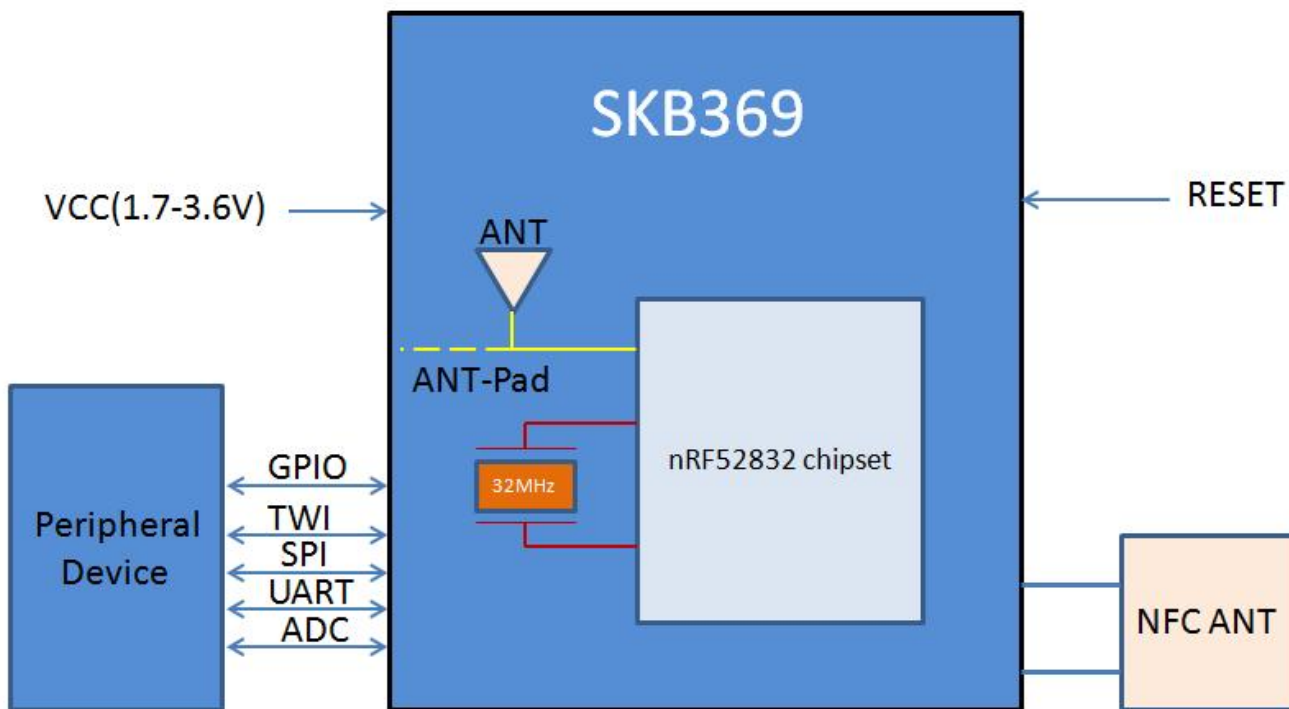 SKB369
VCC(1.7-3.6V)
RESET
ANT
ANT-Pad
nRF52832 chipset
32MHz
Peripheral
Device
GPIO
TWI
SPI
UART
ADC
NFC ANT